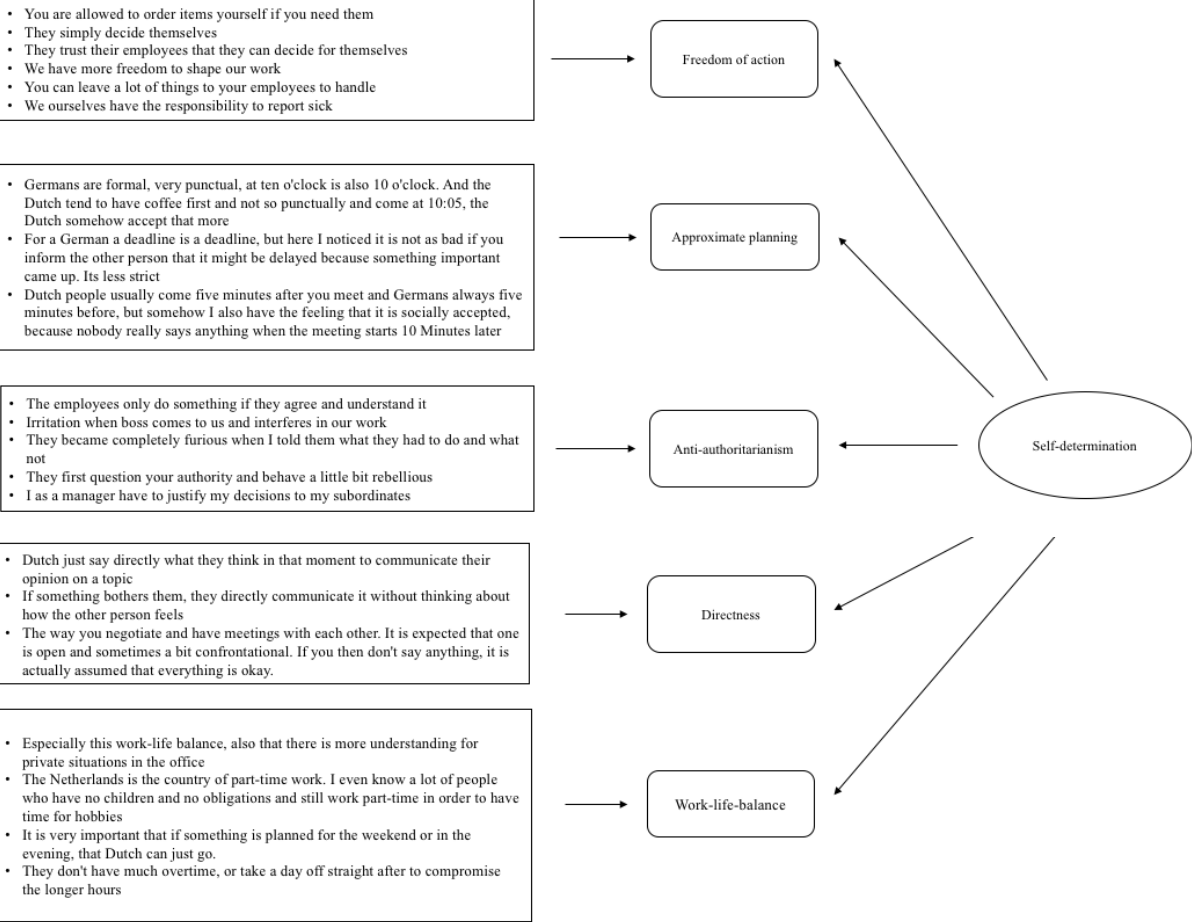 • You are allowed to order items yourself if you need them
• They simply decide themselves
• They trust their employees that they can decide for themselves
• We have more freedom to shape our work
• You can leave a lot of things to your employees to handle
• We ourselves have the responsibility to report sick
Freedom of action
• Germans are formal, very punctual, at ten o'clock is also 10 o'clock. And the
Dutch tend to have coffee first and not so punctually and come at 10:05, the
Dutch somehow accept that more
• For a German a deadline is a deadline, but here I noticed it is not as bad if you
inform the other person that it might be delayed because something important
came up. Its less strict
• Dutch people usually come five minutes after you meet and Germans always five
minutes before, but somehow I also have the feeling that it is socially accepted,
because nobody really says anything when the meeting starts 10 Minutes later
Approximate planning
• The employees only do something if they agree and understand it
• Irritation when boss comes to us and interferes in our work
• They became completely furious when I told them what they had to do and what
not
• They first question your authority and behave a little bit rebellious
• I as a manager have to justify my decisions to my subordinates
Anti-authoritarianism
Self-determination
• Dutch just say directly what they think in that moment to communicate their
opinion on a topic
• If something bothers them, they directly communicate it without thinking about
how the other person feels
• The way you negotiate and have meetings with each other. It is expected that one
is open and sometimes a bit confrontational. If you then don't say anything, it is
actually assumed that everything is okay.
Directness
• Especially this work-life balance, also that there is more understanding for
private situations in the office
• The Netherlands is the country of part-time work. I even know a lot of people
who have no children and no obligations and still work part-time in order to have
time for hobbies
• It is very important that if something is planned for the weekend or in the
evening, that Dutch can just go.
• They don't have much overtime, or take a day off straight after to compromise
the longer hours
Work-life-balance